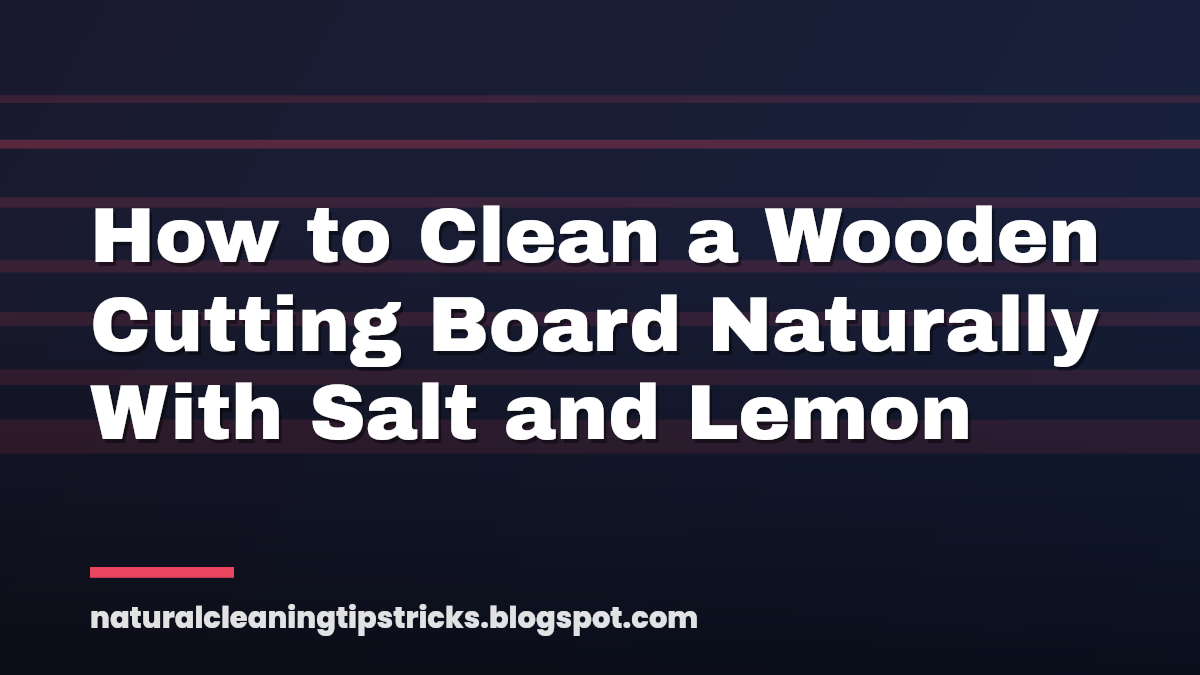 How to Clean a Wooden
Cutting Board Naturally
With Salt and Lemon
naturalcleaningtipstricks.blogspot.com